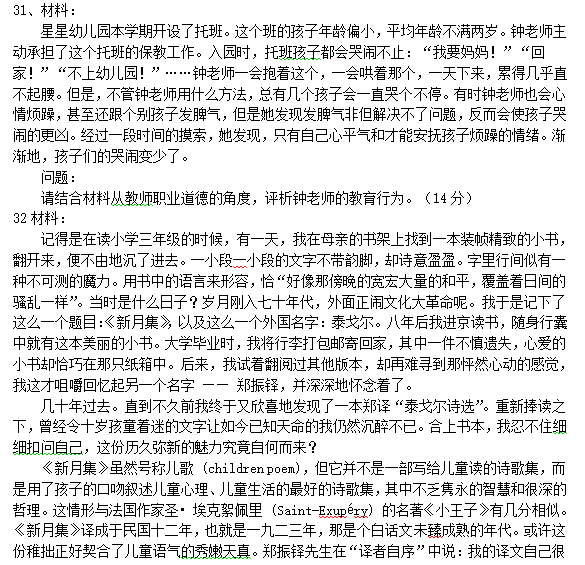 31、材料：
星星幼儿园本学期开设了托班。这个班的孩子年龄偏小，平均年龄不满两岁。钟老师主
动承担了这个托班的保教工作。入园时，托班孩子都会哭闹不止：“我要妈妈！”“回
家！”“不上幼儿园！”……钟老师一会抱着这个，一会哄着那个，一天下来，累得几乎直
不起腰。但是，不管钟老师用什么方法，总有几个孩子会一直哭个不停。有时钟老师也会心
情烦躁，甚至还跟个别孩子发脾气，但是她发现发脾气非但解决不了问题，反而会使孩子哭
闹的更凶。经过一段时间的摸索，她发现，只有自己心平气和才能安抚孩子烦躁的情绪。渐
渐地，孩子们的哭闹变少了。
问题：
请结合材料从教师职业道德的角度，评析钟老师的教育行为。（14分）
32材料：
记得是在读小学三年级的时候，有一天，我在母亲的书架上找到一本装帧精致的小书，
翻开来，便不由地沉了进去。一小段一小段的文字不带韵脚，却诗意盈盈。字里行间似有一
种不可测的魔力。用书中的语言来形容，恰“好像那傍晚的宽宏大量的和平，覆盖着日间的
骚乱一样”。当时是什么日子？岁月刚入七十年代，外面正闹文化大革命呢。我于是记下了
这么一个题目：《新月集》，以及这么一个外国名字：泰戈尔。八年后我进京读书，随身行囊
中就有这本美丽的小书。大学毕业时，我将行李打包邮寄回家，其中一件不慎遗失，心爱的
小书却恰巧在那只纸箱中。后来，我试着翻阅过其他版本，却再难寻到那怦然心动的感觉，
我这才咀嚼回忆起另一个名字 —— 郑振铎，并深深地怀念着了。
几十年过去。直到不久前我终于又欣喜地发现了一本郑译“泰戈尔诗选”。重新捧读之
下，曾经令十岁孩童着迷的文字让如今已知天命的我仍然沉醉不已。合上书本，我忍不住细
细扣问自己，这份历久弥新的魅力究竟自何而来？
《新月集》虽然号称儿歌（children poem），但它并不是一部写给儿童读的诗歌集，而
是用了孩子的口吻叙述儿童心理、儿童生活的最好的诗歌集，其中不乏隽永的智慧和很深的
哲理。这情形与法国作家圣·埃克絮佩里（Saint-Exupéry）的名著《小王子》有几分相似。
《新月集》译成于民国十二年，也就是一九二三年，那是个白话文未臻成熟的年代。或许这
份稚拙正好契合了儿童语气的秀嫩天真。郑振铎先生在“译者自序”中说：我的译文自己很